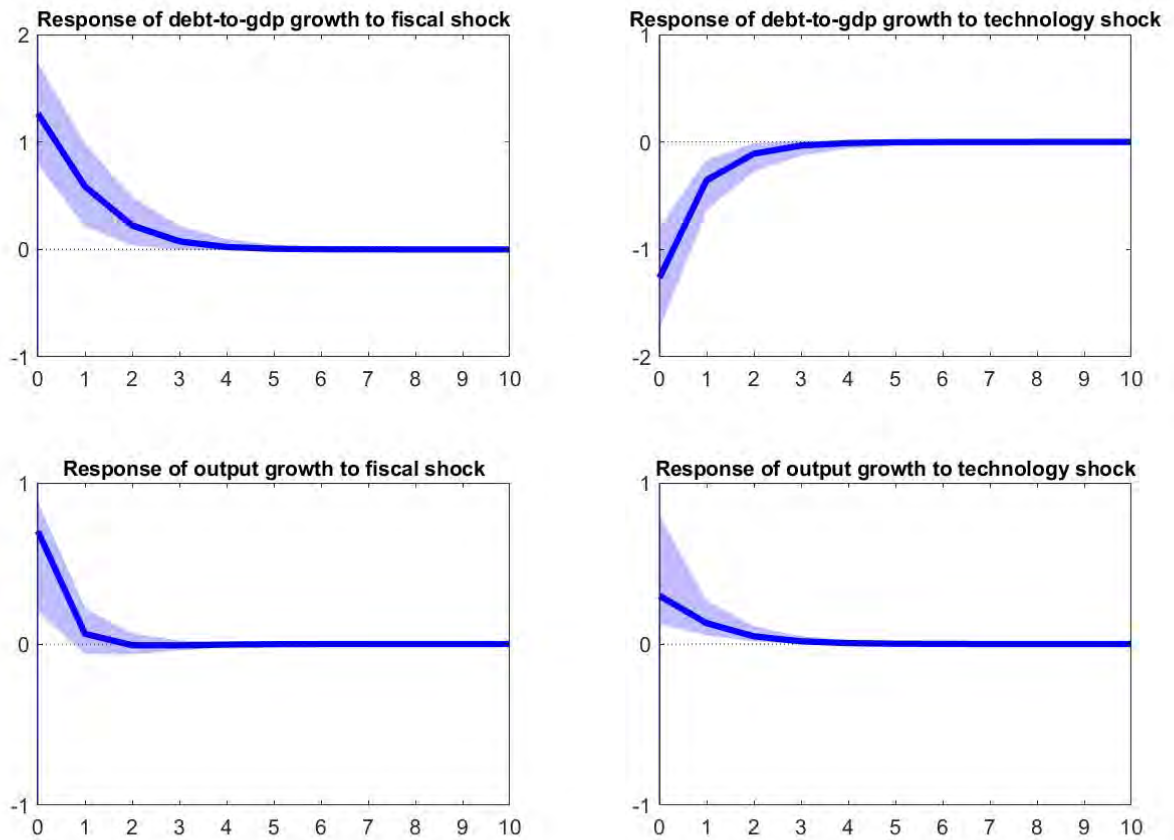 Response of debt-to-gdp growth to fiscal shock
2
1
0
-1
0 1 2 3 4 5 6 7 8 9 10
Response of debt-to-gdp growth to technology shock
1
0
-1
-2
0 1 2 3 4 5 6 7 8 9 10
Response of output growth to fiscal shock
1
0
-1
0 1 2 3 4 5 6 7 8 9 10
Response of output growth to technology shock
1
0
-1
0 1 2 3 4 5 6 7 8 9 10